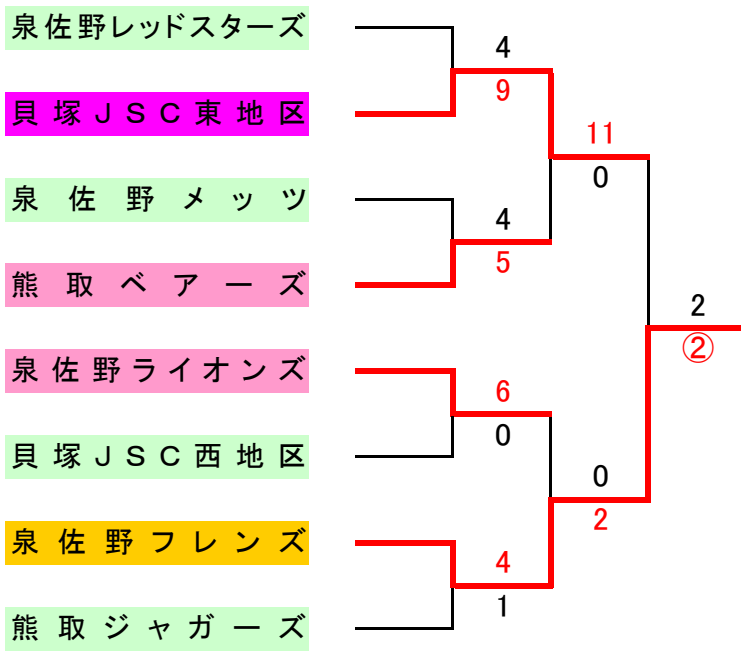 泉佐野レッドスターズ
4
9
貝塚JSC東地区
11
0
泉佐野メッツ
4
5
熊取ベアーズ
2
②
泉佐野ライオンズ
6
0
貝塚JSC西地区
0
2
泉佐野フレンズ
4
1
熊取ジャガーズ